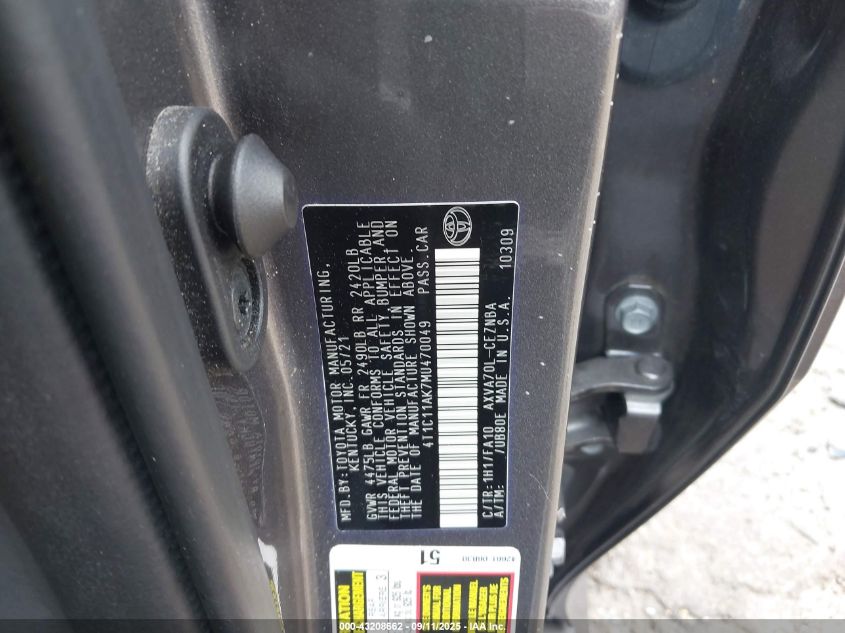 MFD.BY:TOYOTA MOTOR MANUFACTURING,
KENTUCKY, INC. 05/21
GVWR 4475LB GAWR FR 2490LB RR 2420LB
THIS VEHICLE CONFORMS TO ALL APPLICABLE
FEDERAL MOTOR VEHICLE SAFETY, BUMPER AND
THEFT PREVENTION STANDARDS IN EFFECT ON
THE DATE OF MANUFACTURE SHOWN ABOVE.
4T1C11AK7MU470049 PASS.CAR
C/TR:1H1/FA10 AXVA70L-CEZNBA
A/TM: /UB80E MADE IN U.S.A. 10309
51
3
000-43208662 - 09/11/2025 - IAA Inc.